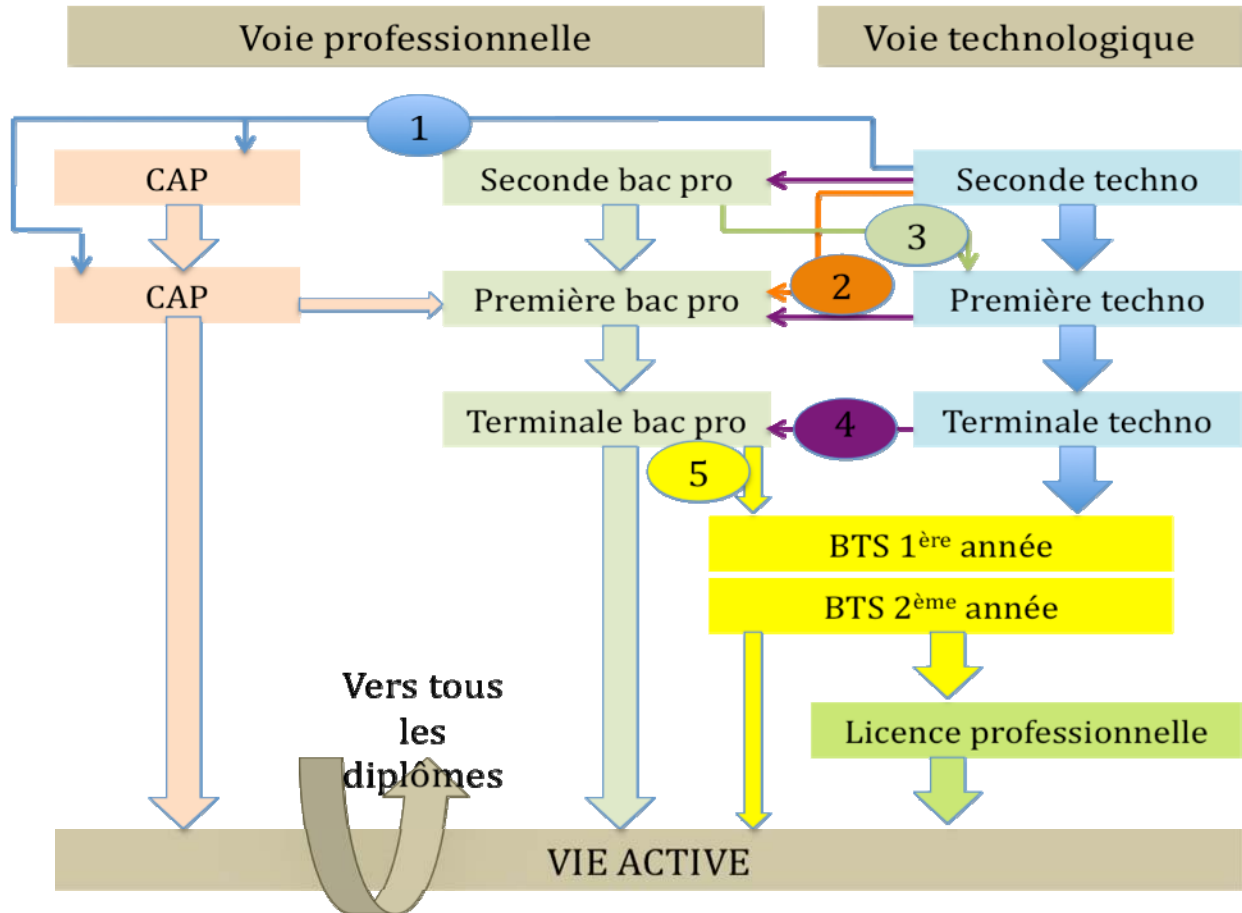 Voie professionnelle
Voie technologique
1
CAP
Seconde bac pro
Seconde techno
3
CAP
Première bac pro
2
Première techno
Terminale bac pro
4
Terminale techno
5
BTS 1ère année
BTS 2ème année
Vers tous
les
diplômes
Licence professionnelle
VIE ACTIVE